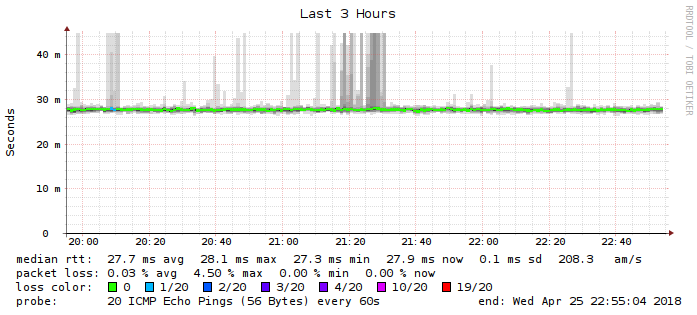 Last 3 Hours
RRDTOOL / TOBI OETIKER
Seconds
40 m
30 m
20 m
10 m
0
20:00 20:20 20:40 21:00 21:20 21:40 22:00 22:20 22:40
median rtt: 27.7 ms avg 28.1 ms max 27.3 ms min 27.9 ms now 0.1 ms sd 208.3 am/s
packet loss: 0.03 % avg 4.50 % max 0.00 % min 0.00 % now
loss color: 0 1/20 2/20 3/20 4/20 10/20 19/20
probe: 20 ICMP Echo Pings (56 Bytes) every 60s end: Wed Apr 25 22:55:04 2018